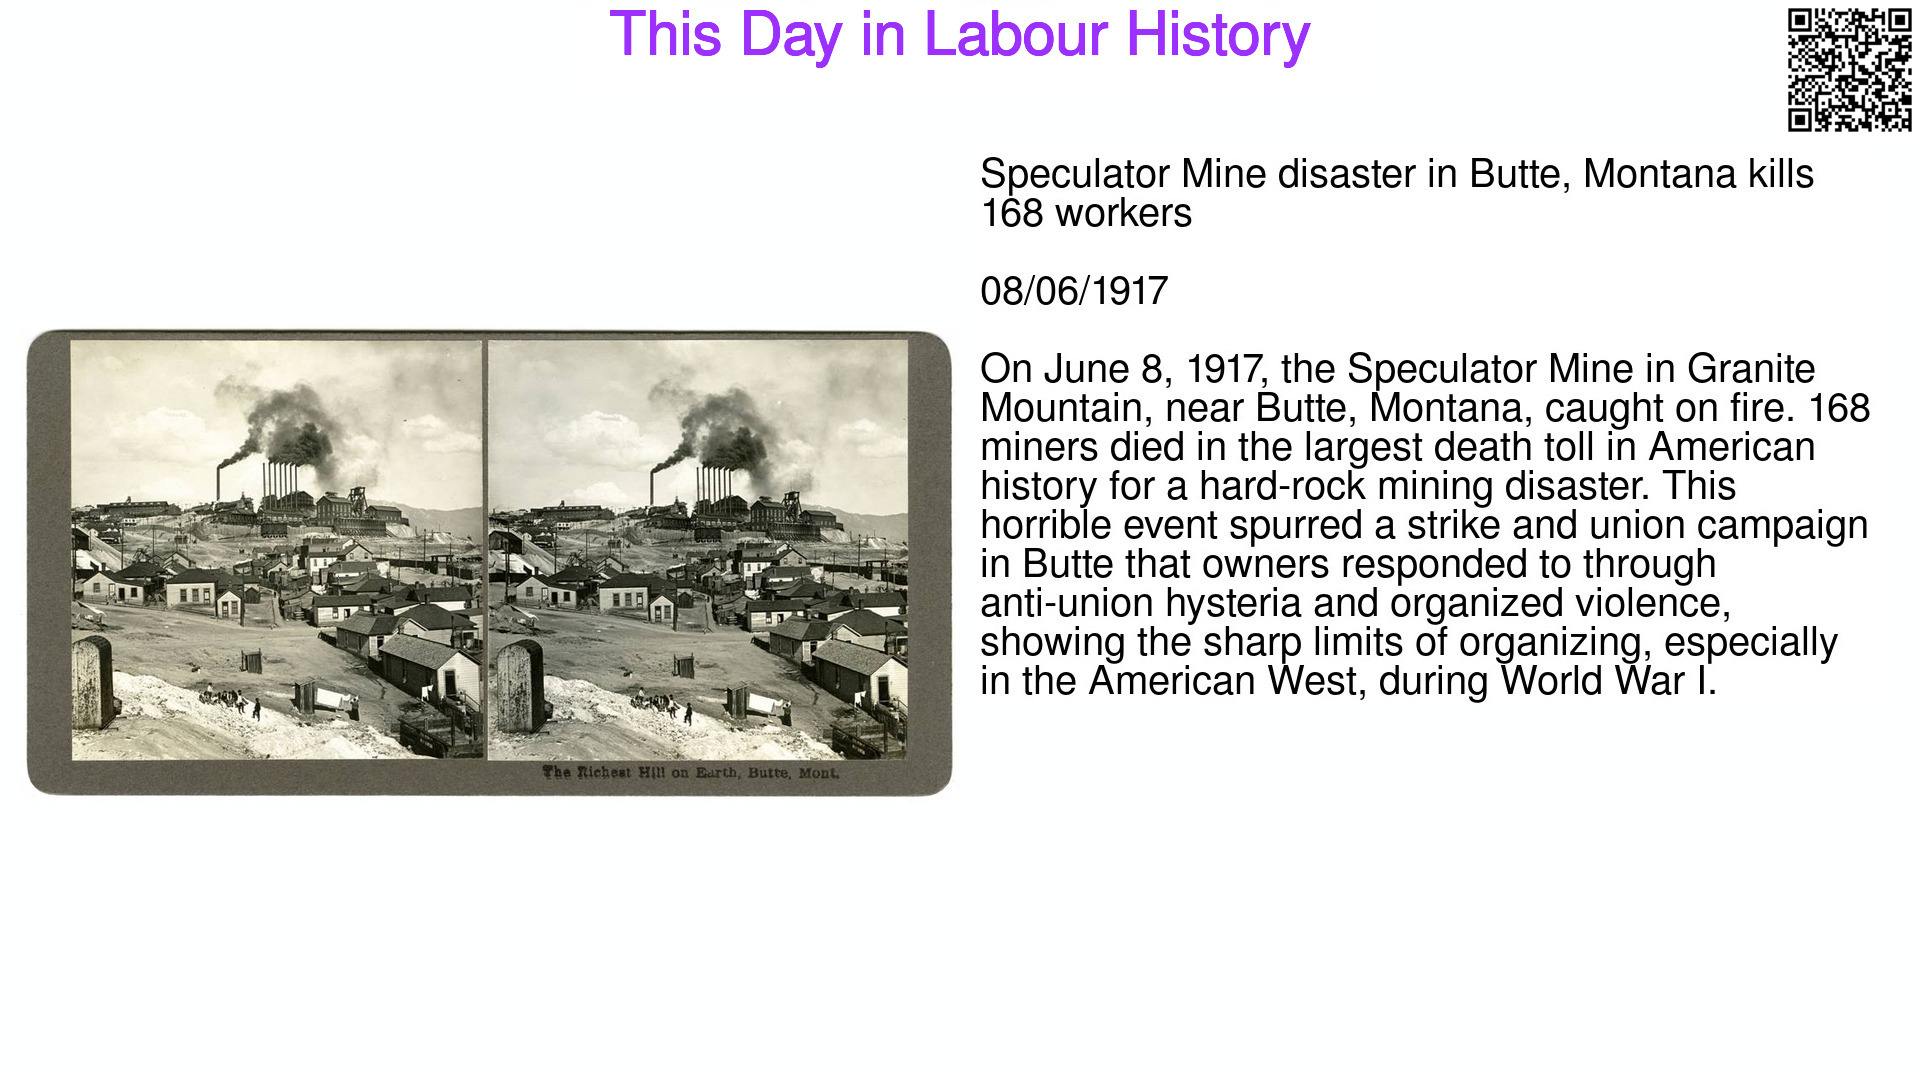 This Day in Labour History
Speculator Mine disaster in Butte, Montana kills
168 workers
08/06/1917
On June 8, 1917, the Speculator Mine in Granite
Mountain, near Butte, Montana, caught on fire. 168
miners died in the largest death toll in American
history for a hard-rock mining disaster. This
horrible event spurred a strike and union campaign
in Butte that owners responded to through
anti-union hysteria and organized violence,
showing the sharp limits of organizing, especially
in the American West, during World War I.
The Richest Hill on Earth, Butte, Mont.